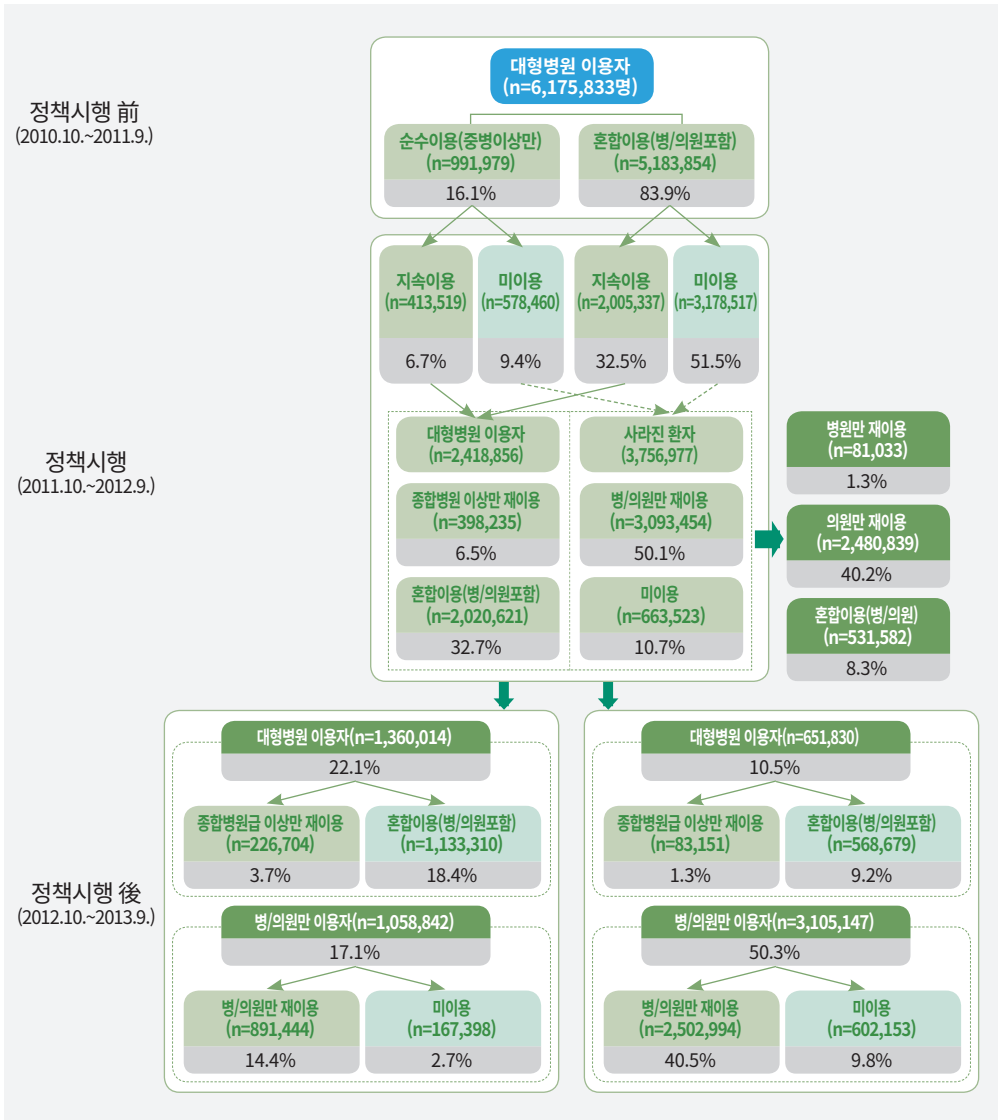 대형병원 이용자
(n=6,175,833명)
정책시행 前
(2010.10.~2011.9.)
순수이용(중병이상만)
(n=991,979)
16.1%
혼합이용(병/의원포함)
(n=5,183,854)
83.9%
지속이용
(n=413,519)
6.7%
미이용
(n=578,460)
9.4%
지속이용
(n=2,005,337)
32.5%
미이용
(n=3,178,517)
51.5%
정책시행
(2011.10.~2012.9.)
대형병원 이용자
(n=2,418,856)
종합병원 이상만 재이용
(n=398,235)
6.5%
혼합이용(병/의원포함)
(n=2,020,621)
32.7%
사라진 환자
(3,756,977)
병/의원만 재이용
(n=3,093,454)
50.1%
미이용
(n=663,523)
10.7%
병원만 재이용
(n=81,033)
1.3%
의원만 재이용
(n=2,480,839)
40.2%
혼합이용(병/의원)
(n=531,582)
8.3%
정책시행 後
(2012.10.~2013.9.)
대형병원 이용자(n=1,360,014)
22.1%
종합병원급 이상만 재이용
(n=226,704)
3.7%
혼합이용(병/의원포함)
(n=1,133,310)
18.4%
병/의원만 이용자(n=1,058,842)
17.1%
병/의원만 재이용
(n=891,444)
14.4%
미이용
(n=167,398)
2.7%
대형병원 이용자(n=651,830)
10.5%
종합병원급 이상만 재이용
(n=83,151)
1.3%
혼합이용(병/의원포함)
(n=568,679)
9.2%
병/의원만 이용자(n=3,105,147)
50.3%
병/의원만 재이용
(n=2,502,994)
40.5%
미이용
(n=602,153)
9.8%